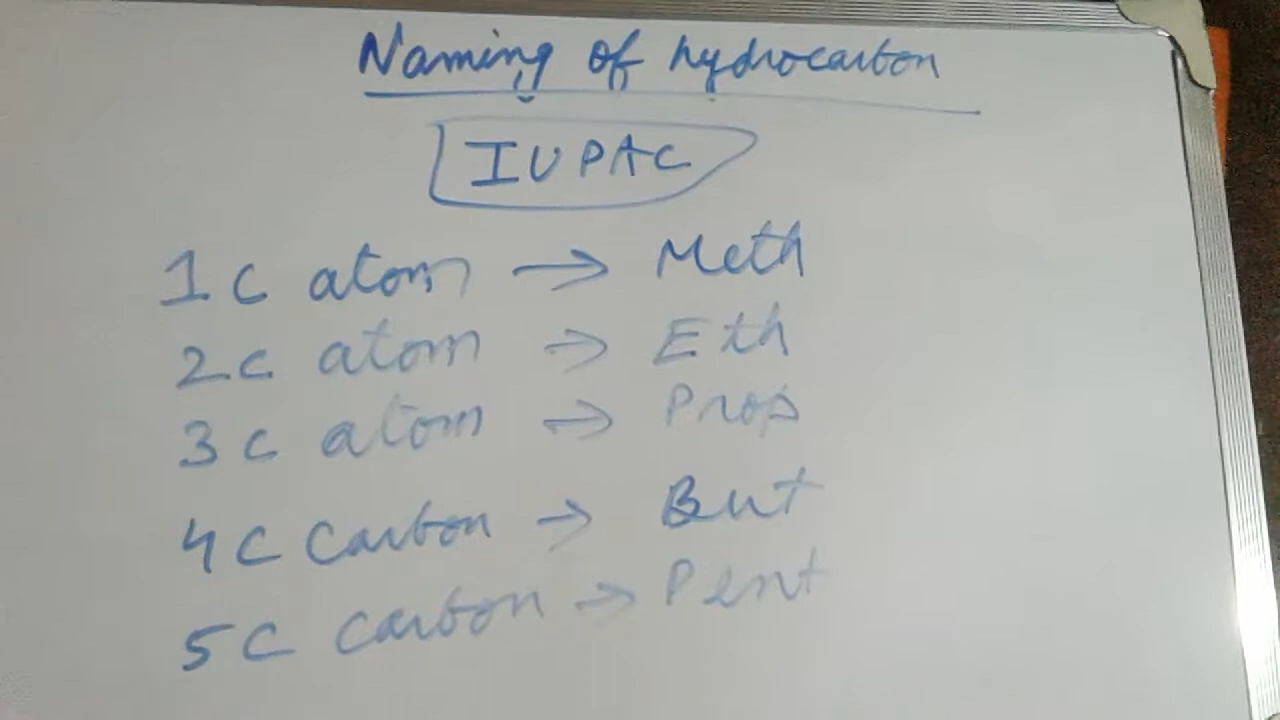 Naming of hydrocarbon
IUPAC
1 C atom → Meth
2 C atom → Eth
3 C atom → Prop
4 C Carbon → But
5 C Carbon → Pent